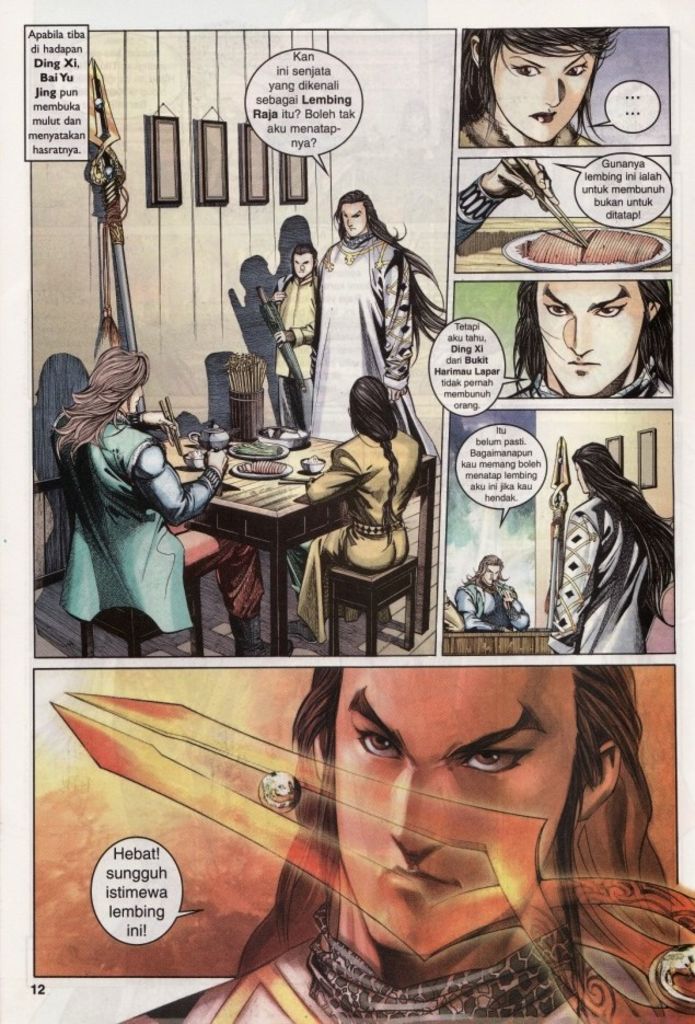 Apabila tiba
di hadapan
Ding Xi,
Bai Yu
Jing pun
membuka
mulut dan
menyatakan
hasratnya.
Kan
ini senjata
yang dikenali
sebagai Lembing
Raja itu? Boleh tak
aku menatap-
nya?
...
...
Gunanya
lembing ini ialah
untuk membunuh
bukan untuk
ditatap!
Tetapi
aku tahu,
Ding Xi
dari Bukit
Harimau Lapar
tidak pernah
membunuh
orang.
Itu
belum pasti.
Bagaimanapun
kau memang boleh
menatap lembing
aku ini jika kau
hendak.
Hebat!
sungguh
istimewa
lembing
ini!
12